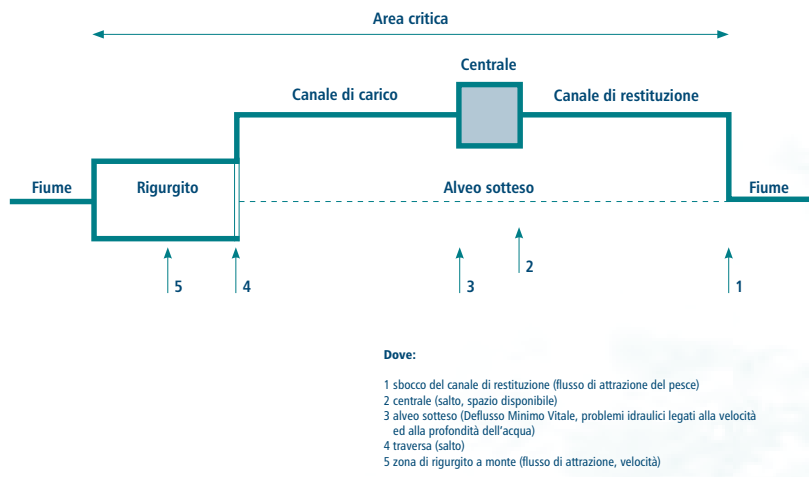 Area critica
Centrale
Canale di carico
Canale di restituzione
Fiume
Rigurgito
Alveo sotteso
Fiume
5
4
3
2
1
Dove:
1 sbocco del canale di restituzione (flusso di attrazione del pesce)
2 centrale (salto, spazio disponibile)
3 alveo sotteso (Deflusso Minimo Vitale, problemi idraulici legati alla velocità
ed alla profondità dell'acqua)
4 traversa (salto)
5 zona di rigurgito a monte (flusso di attrazione, velocità)